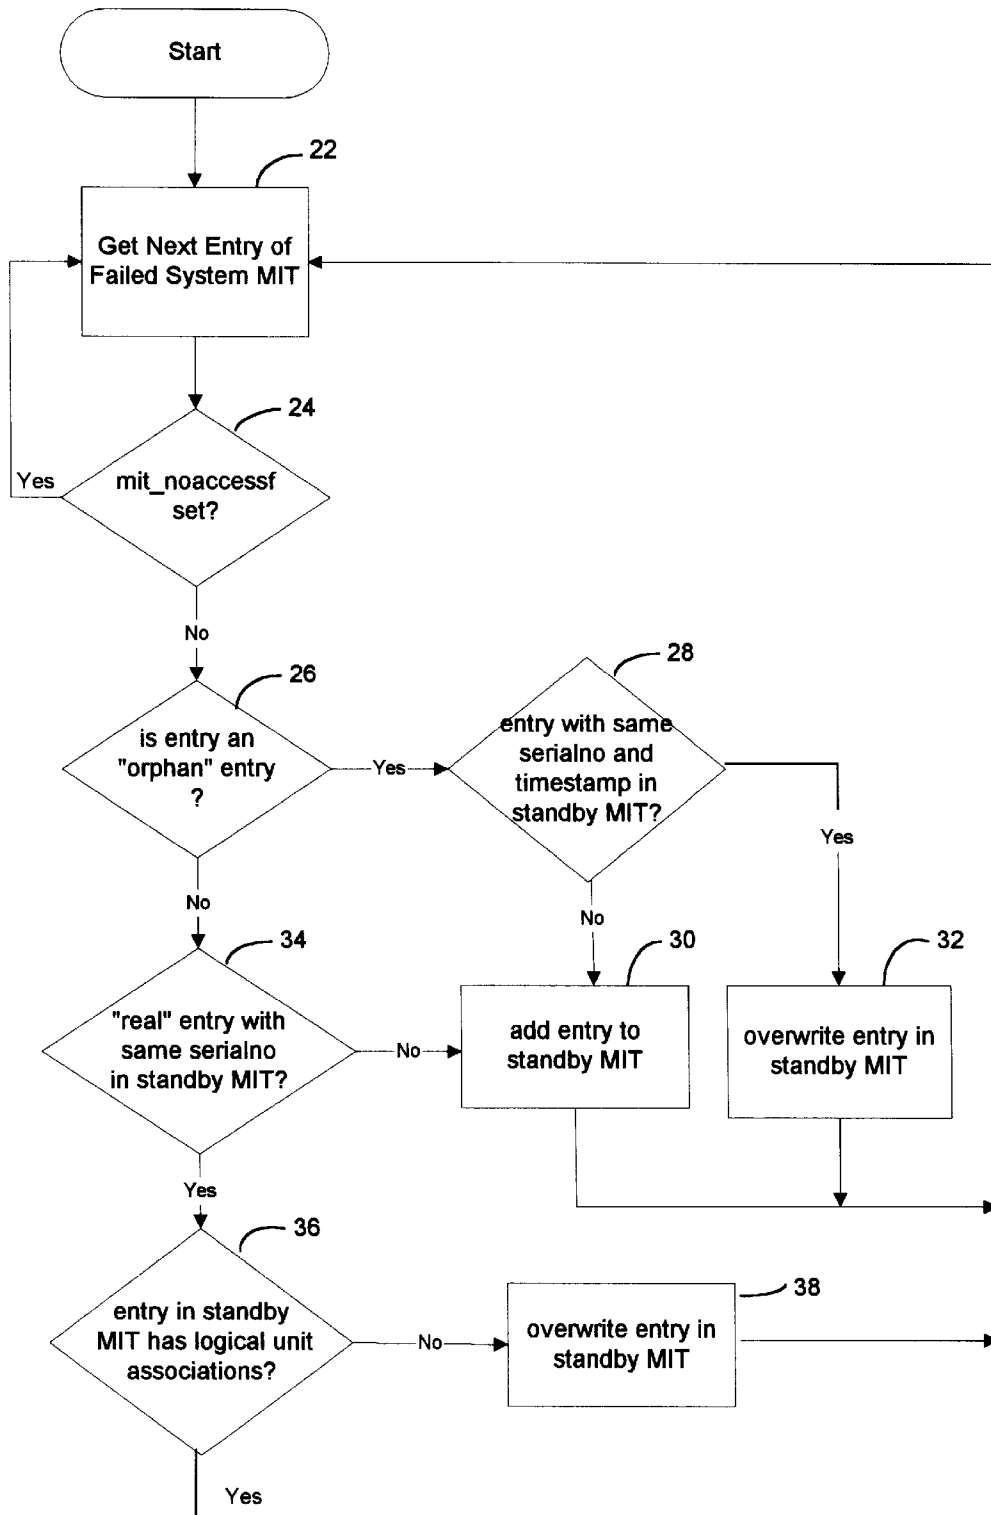 Start
22
Get Next Entry of
Failed System MIT
24
Yes
mit_noaccessf
set?
No
26
28
is entry an
"orphan" entry
?
Yes
entry with same
serialno and
timestamp in
standby MIT?
Yes
No
No
34
30
32
"real" entry with
same serialno
in standby MIT?
No
add entry to
standby MIT
overwrite entry in
standby MIT
Yes
36
38
entry in standby
MIT has logical unit
associations?
No
overwrite entry in
standby MIT
Yes